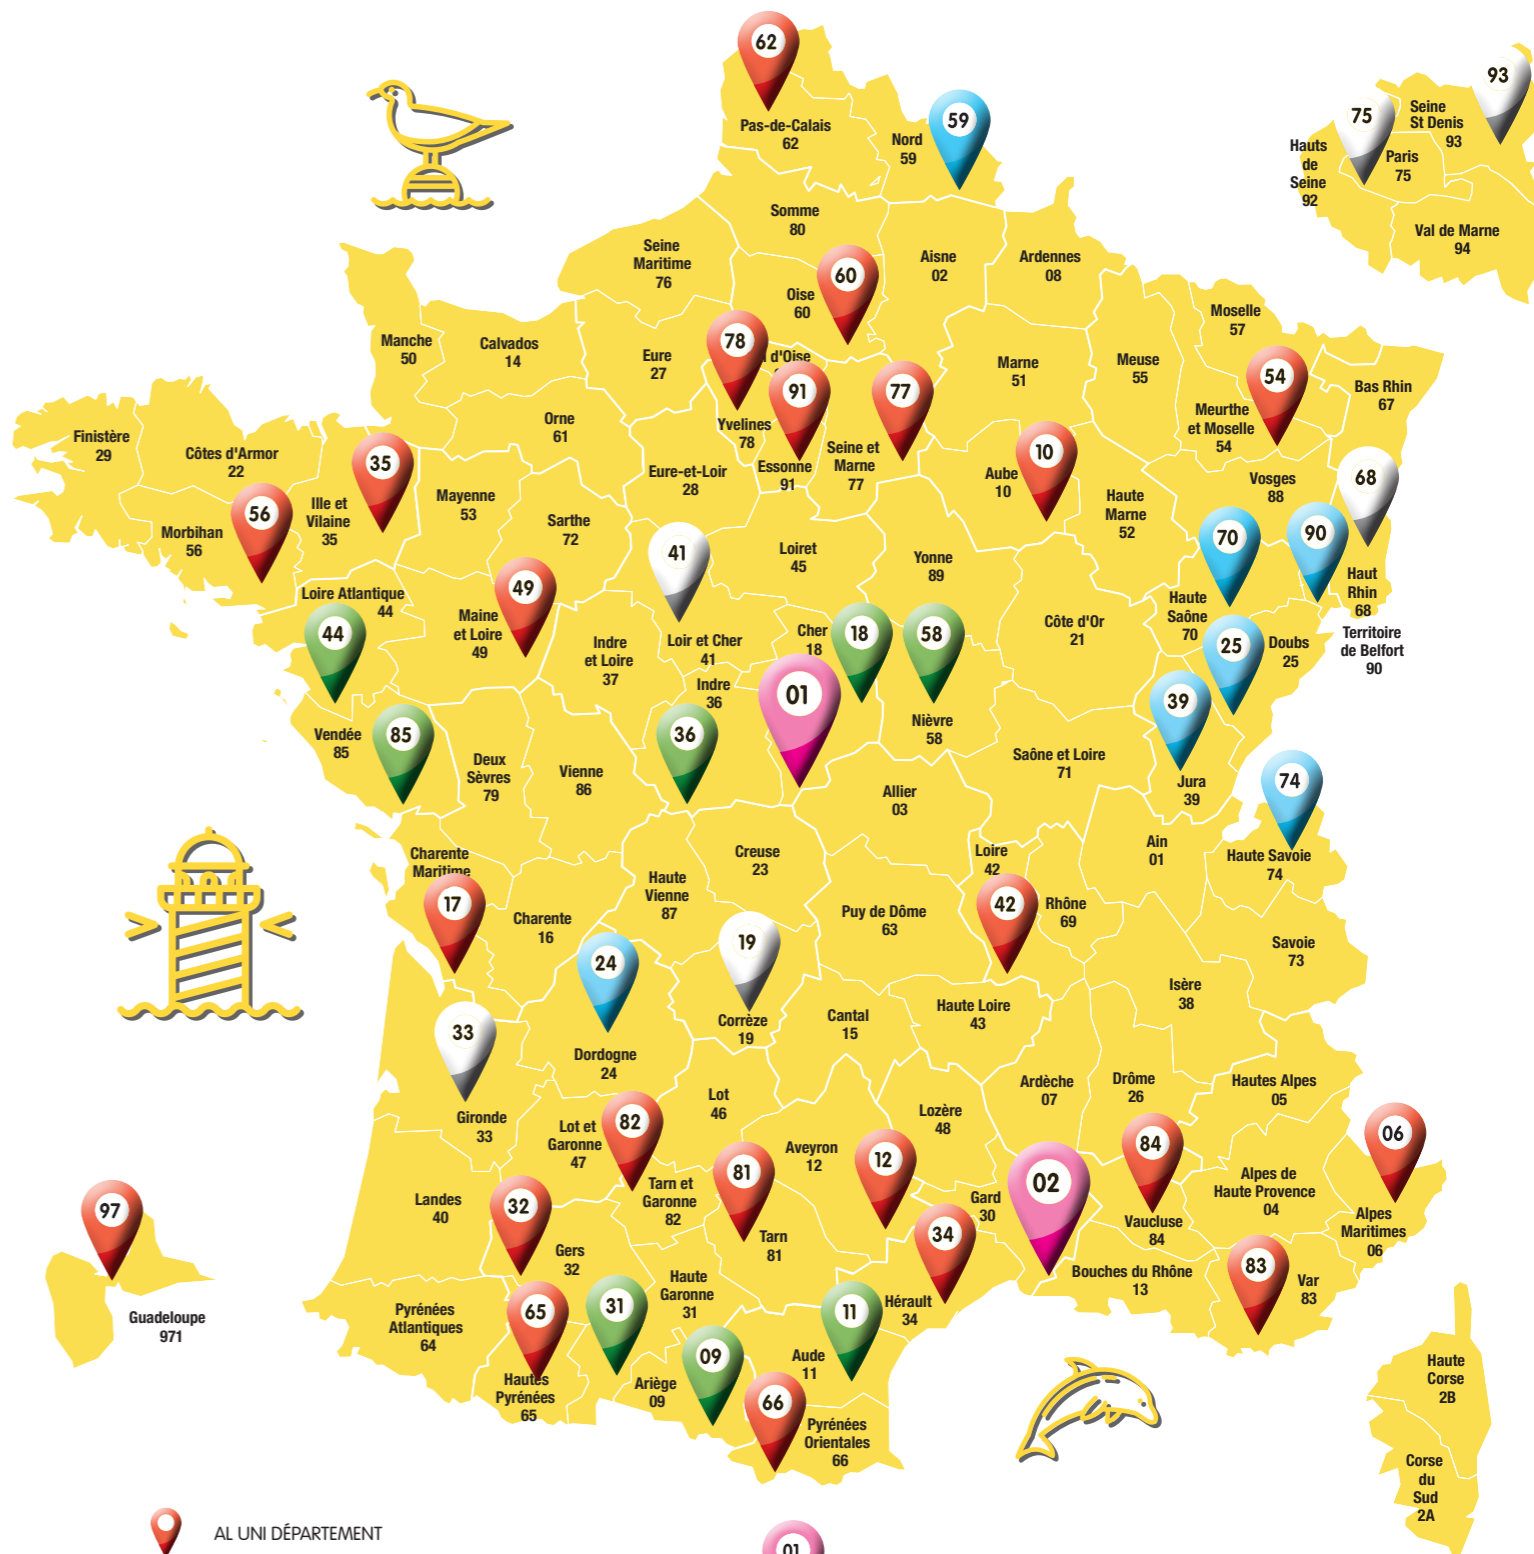 62
Pas-de-Calais
62
Nord
59
59
93
75
Seine
St Denis
93
Hauts
de
Seine
92
Paris
75
Val de Marne
94
Somme
80
Seine
Maritime
76
Aisne
02
Ardennes
08
60
Oise
60
Moselle
57
Manche
50
Calvados
14
Eure
27
78
d'Oise
91
77
Marne
51
Meuse
55
54
Bas Rhin
67
Meurthe
et Moselle
54
Finistère
29
Côtes d'Armor
22
35
Orne
61
Yvelines
78
Essonne
91
Seine et
Marne
77
Eure-et-Loir
28
Aube
10
10
Haute
Marne
52
Vosges
88
68
56
Morbihan
56
Ille et
Vilaine
35
Mayenne
53
Sarthe
72
41
Loiret
45
Yonne
89
70
90
Haut
Rhin
68
Loire Atlantique
44
44
49
Maine
et Loire
49
Indre
et Loire
37
Loir et Cher
41
Cher
18
18
58
Côte d'Or
21
Haute
Saône
70
25
Doubs
25
Territoire
de Belfort
90
Indre
36
01
Nièvre
58
39
Vendée
85
85
Deux
Sèvres
79
Vienne
86
36
Allier
03
Saône et Loire
71
Jura
39
74
Haute Savoie
74
Charente
Maritime
17
Charente
16
Haute
Vienne
87
Creuse
23
Puy de Dôme
63
Loire
42
42
Rhône
69
Ain
01
Savoie
73
24
19
Corrèze
19
Cantal
15
Haute Loire
43
Isère
38
33
Gironde
33
Dordogne
24
Lot
46
Lozère
48
Ardèche
07
Drôme
26
Hautes Alpes
05
Lot et
Garonne
47
82
Tarn et
Garonne
82
81
Tarn
81
Aveyron
12
12
Gard
30
02
84
Vaucluse
84
Alpes de
Haute Provence
04
06
Alpes
Maritimes
06
97
Guadeloupe
971
Landes
40
32
Gers
32
34
Hérault
34
Bouches du Rhône
13
83
Var
83
Pyrénées
Atlantiques
64
65
Hautes
Pyrénées
65
31
Haute
Garonne
31
Ariège
09
09
Aude
11
11
66
Pyrénées
Orientales
66
Haute
Corse
2B
Corse
du
Sud
2A
AL UNI DÉPARTEMENT
01